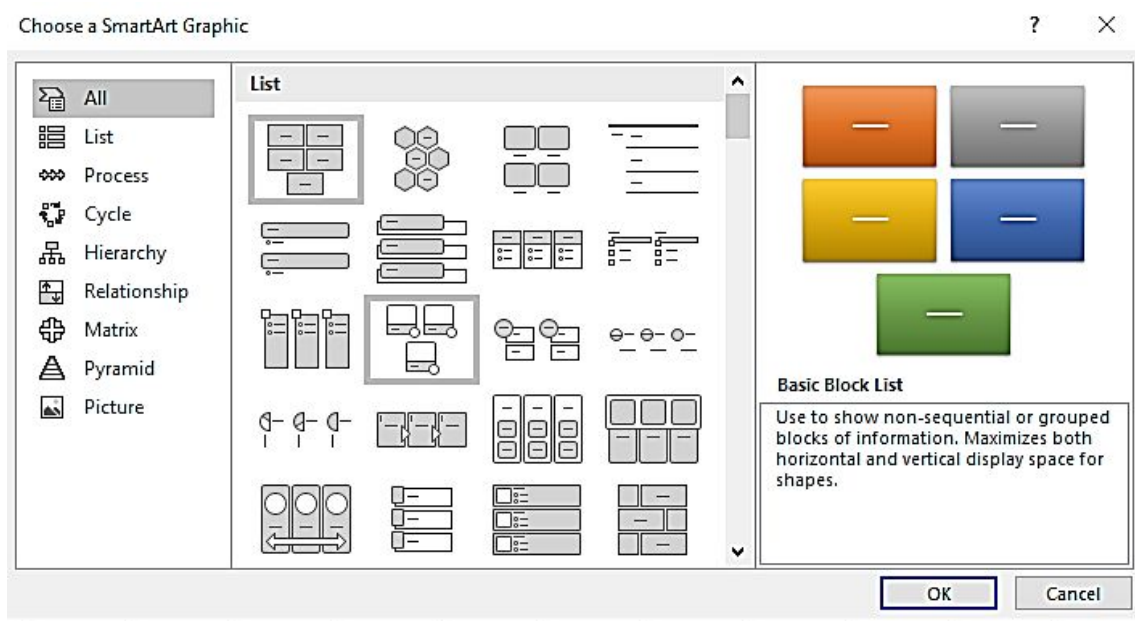 Choose a SmartArt Graphic
?
All
List
Process
Cycle
Hierarchy
Relationship
Matrix
Pyramid
Picture
List
Basic Block List
Use to show non-sequential or grouped
blocks of information. Maximizes both
horizontal and vertical display space for
shapes.
OK
Cancel